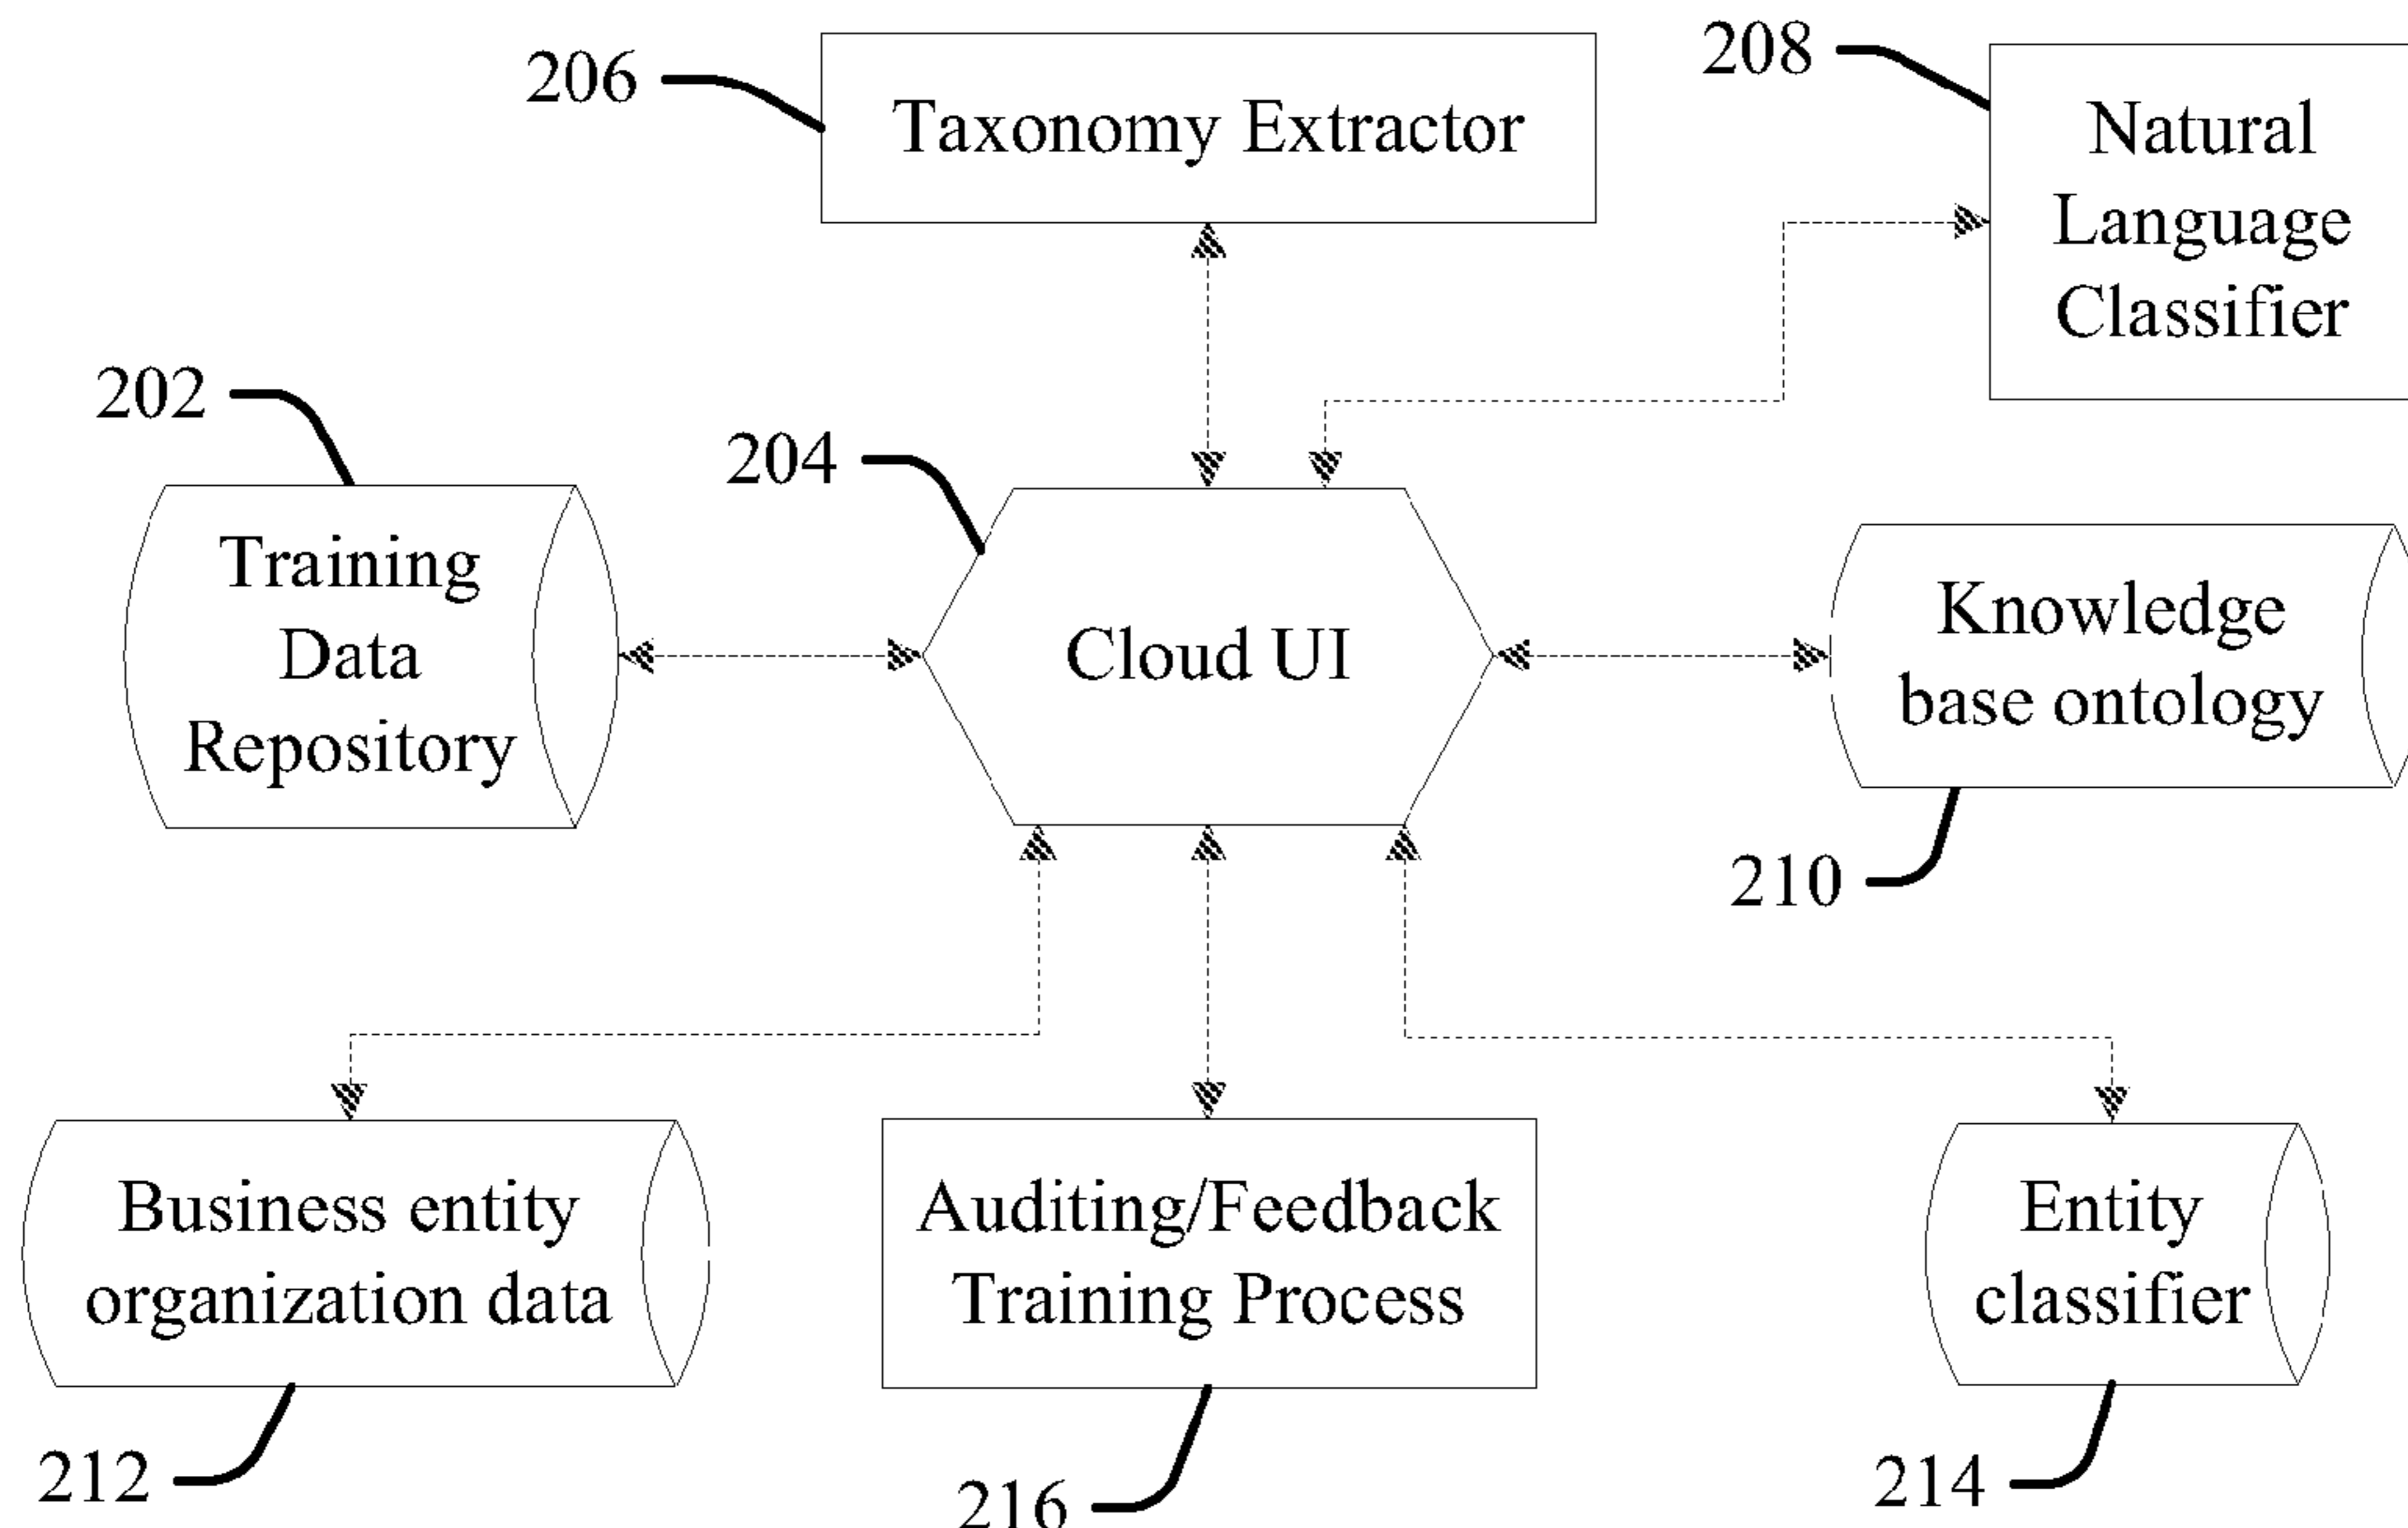 206
Taxonomy Extractor
208
Natural
Language
Classifier
202
Training
Data
Repository
204
Cloud UI
Knowledge
base ontology
210
Business entity
organization data
212
Auditing/Feedback
Training Process
216
Entity
classifier
214